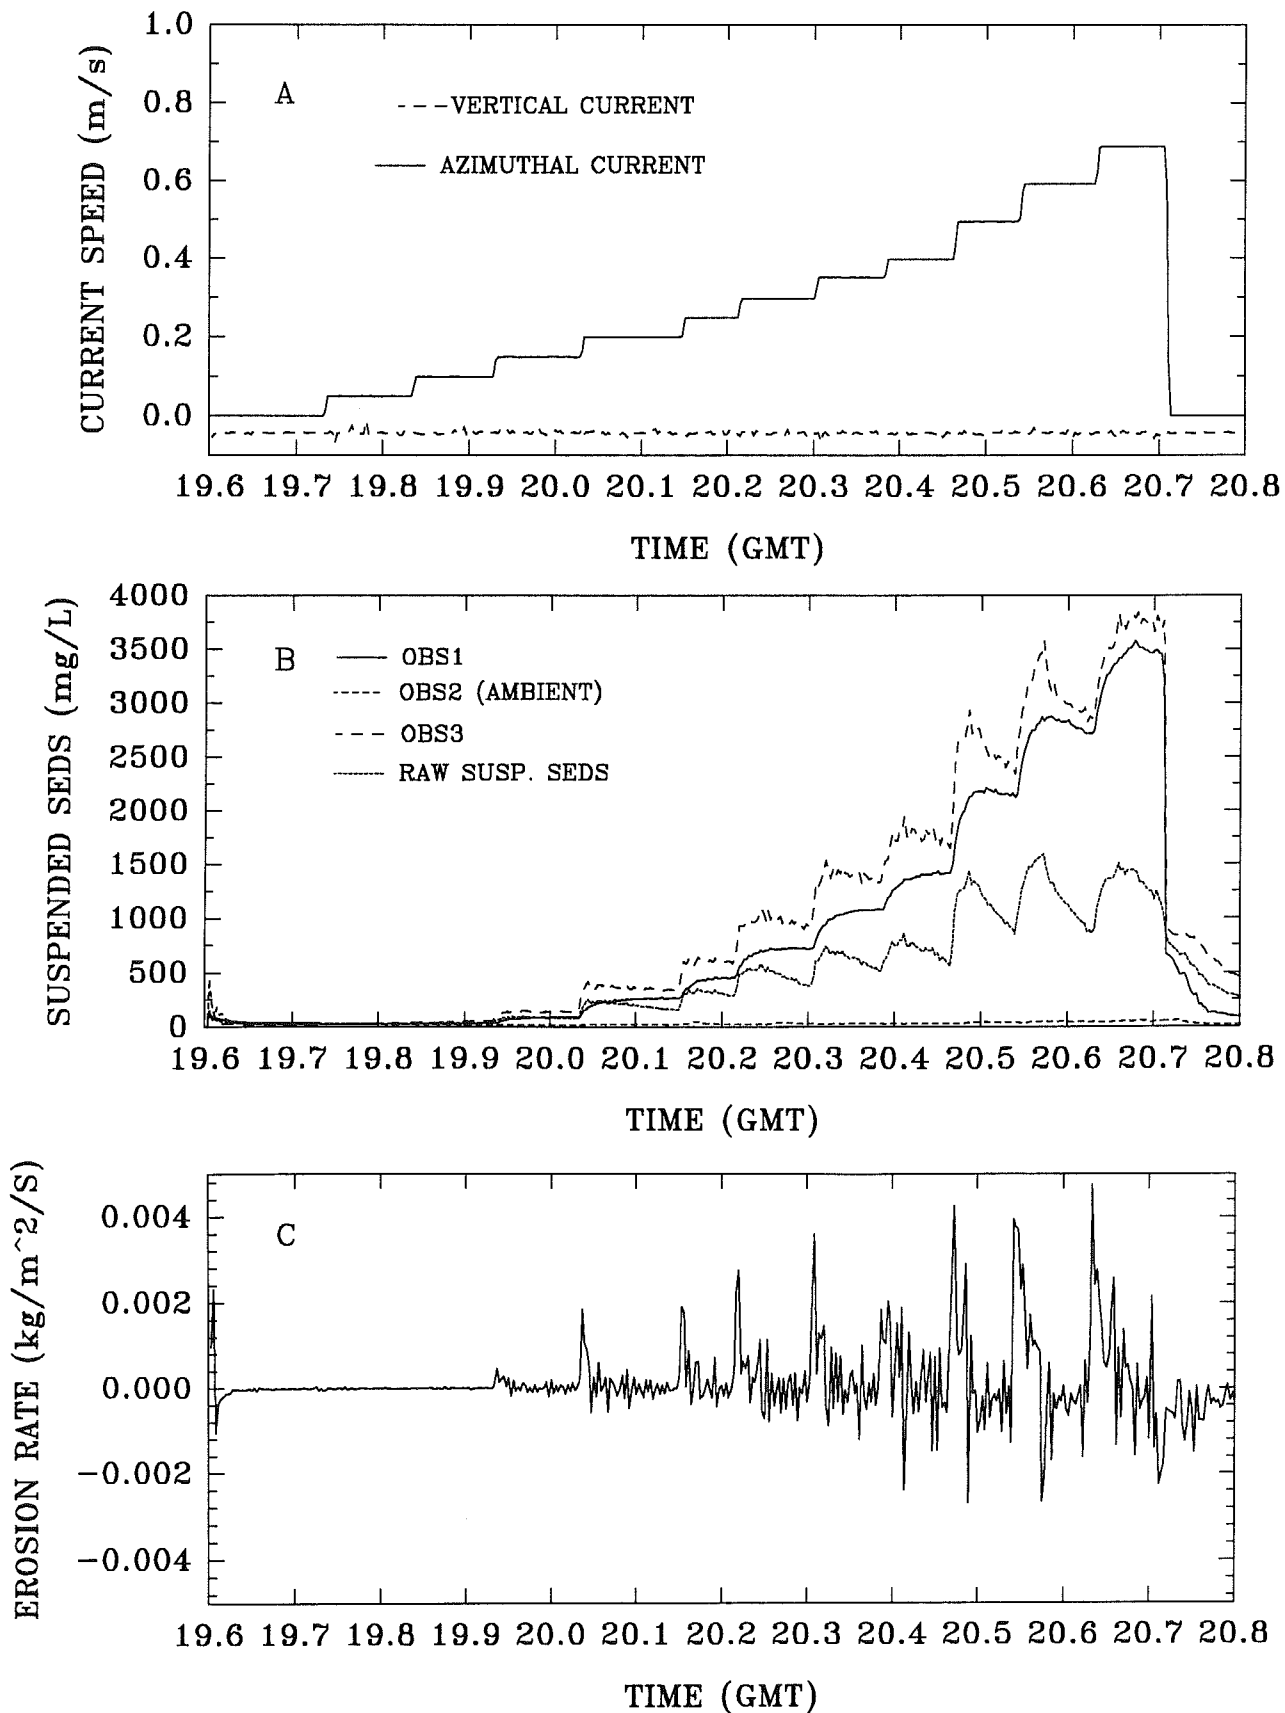 CURRENT SPEED (m/s)
1.0
0.8
0.6
0.4
0.2
0.0
A
VERTICAL CURRENT
AZIMUTHAL CURRENT
19.6 19.7 19.8 19.9 20.0 20.1 20.2 20.3 20.4 20.5 20.6 20.7 20.8
TIME (GMT)
SUSPENDED SEDS (mg/L)
4000
3500
3000
2500
2000
1500
1000
500
0
B
OBS1
OBS2 (AMBIENT)
OBS3
RAW SUSP. SEDS
19.6 19.7 19.8 19.9 20.0 20.1 20.2 20.3 20.4 20.5 20.6 20.7 20.8
TIME (GMT)
EROSION RATE (kg/m^2/S)
0.004
0.002
0.000
−0.002
−0.004
C
19.6 19.7 19.8 19.9 20.0 20.1 20.2 20.3 20.4 20.5 20.6 20.7 20.8
TIME (GMT)